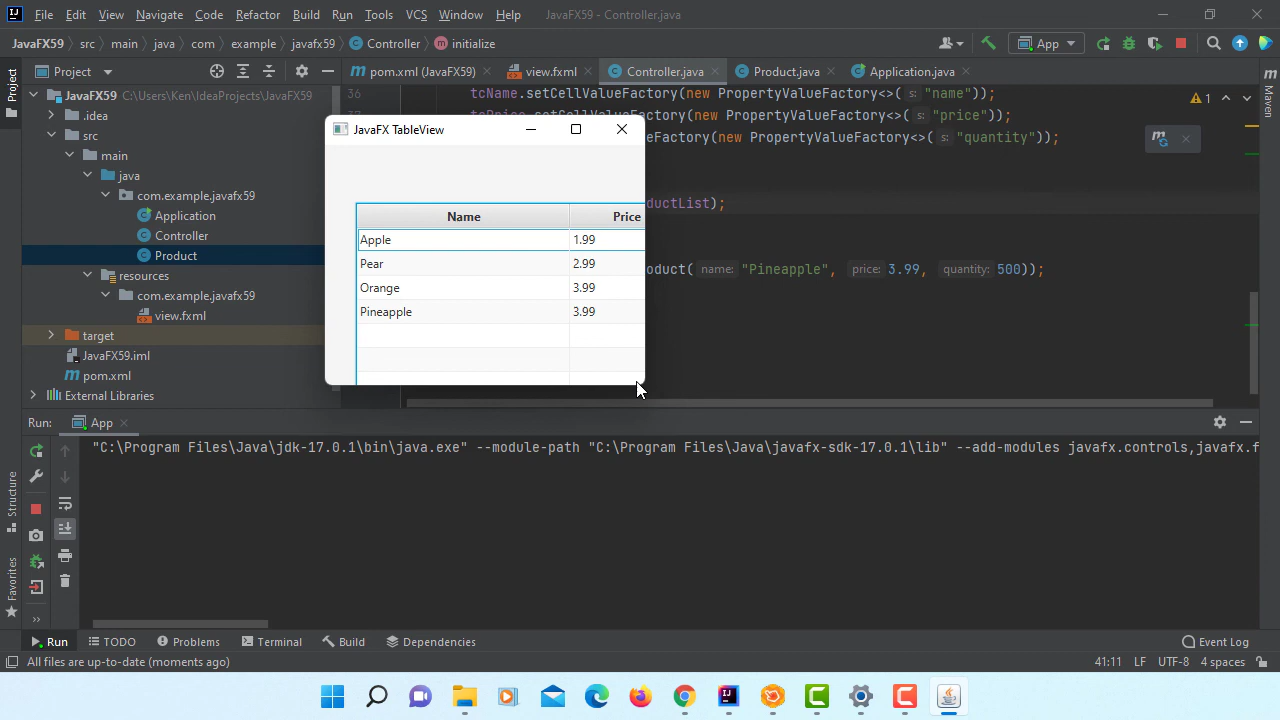 File Edit View Navigate Code Refactor Build Run Tools VCS Window Help JavaFX59 - Controller.java
JavaFX59 src main java com example javafx59 Controller initialize App
Project
Project
pom.xml (JavaFX59) view.fxml Controller.java Product.java Application.java
Maven
JavaFX59 C:\Users\Ken\IdeaProjects\JavaFX59
.idea
src
main
java
com.example.javafx59
Application
Controller
Product
resources
com.example.javafx59
view.fxml
target
JavaFX59.iml
pom.xml
External Libraries
36 tcName.setCellValueFactory(new PropertyValueFactory<>( s: "name"));
PropertyValueFactory<>( s: "price"));
Factory(new PropertyValueFactory<>( s: "quantity"));
ductList);
oduct( name: "Pineapple", price: 3.99, quantity: 500));
1
JavaFX TableView
Name Price
Apple 1.99
Pear 2.99
Orange 3.99
Pineapple 3.99
Run: App
"C:\Program Files\Java\jdk-17.0.1\bin\java.exe" --module-path "C:\Program Files\Java\javafx-sdk-17.0.1\lib" --add-modules javafx.controls,javafx.f
Structure
Favorites
Run TODO Problems Terminal Build Dependencies Event Log
All files are up-to-date (moments ago) 41:11 LF UTF-8 4 spaces